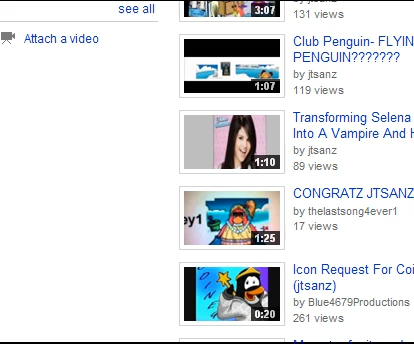 see all
Attach a video
3:07
131 views
Club Penguin- FLYIN
PENGUIN???????
by jtsanz
119 views
1:07
Transforming Selena
Into A Vampire And H
by jtsanz
89 views
1:10
CONGRATZ JTSANZ
by thelastsong4ever1
17 views
ey1
1:25
Icon Request For Coi
(jtsanz)
by Blue4679Productions
261 views
0:20